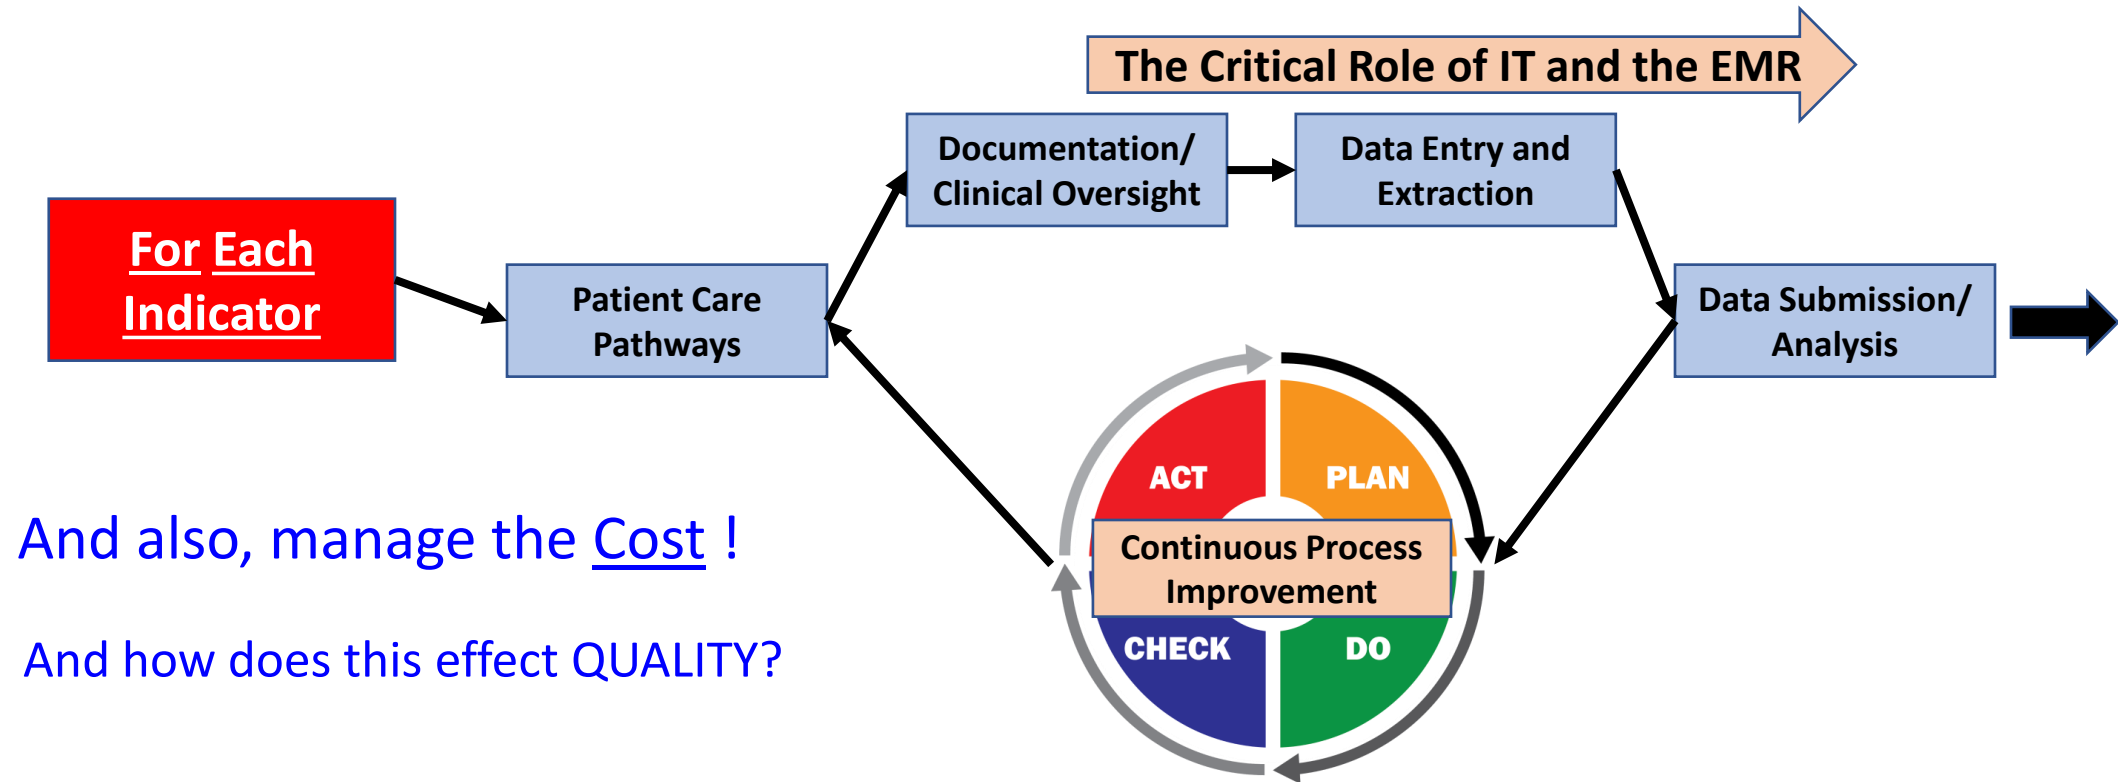 The Critical Role of IT and the EMR
Documentation/
Clinical Oversight
Data Entry and
Extraction
For Each
Indicator
Patient Care
Pathways
Data Submission/
Analysis
ACT
PLAN
Continuous Process
Improvement
CHECK
DO
And also, manage the Cost !
And how does this effect QUALITY?